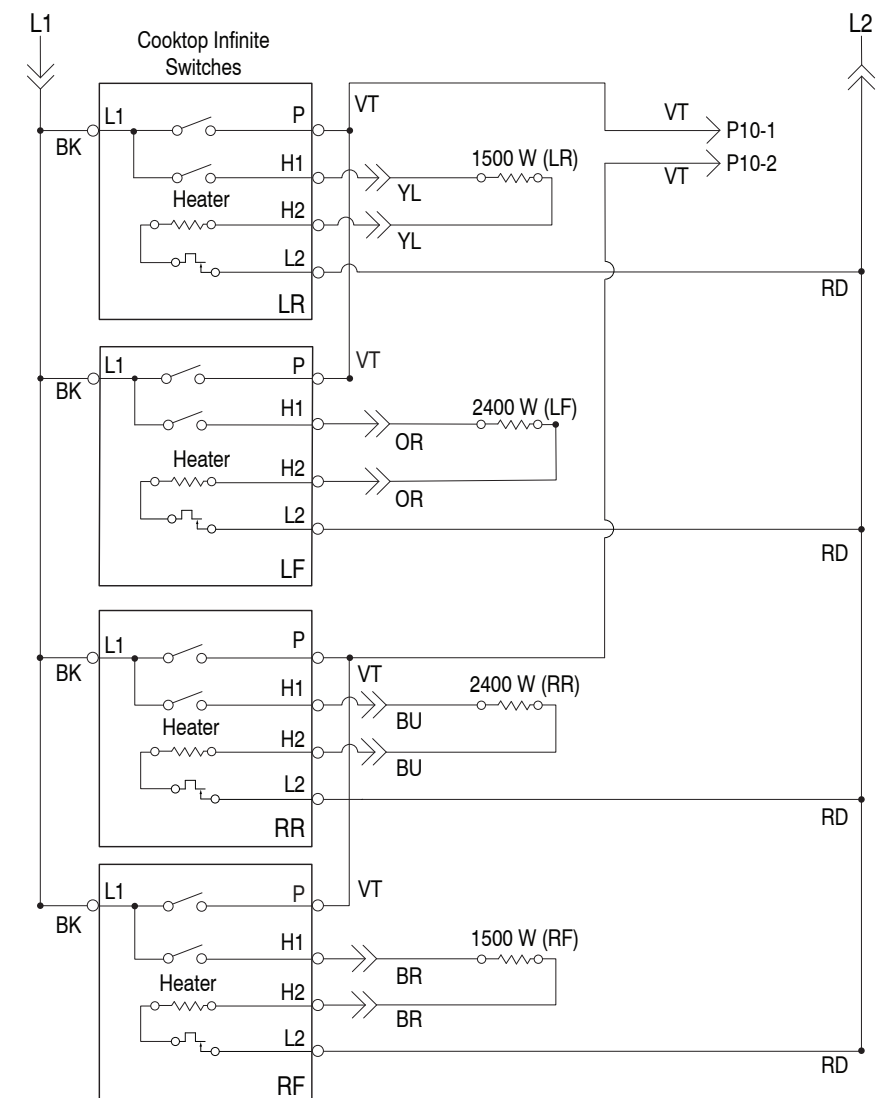 L1
L2
Cooktop Infinite
Switches
L1
P
VT
VT
P10-1
BK
H1
1500 W (LR)
VT
P10-2
Heater
YL
H2
YL
L2
RD
LR
L1
P
VT
BK
H1
2400 W (LF)
OR
Heater
H2
OR
L2
RD
LF
L1
P
BK
VT
H1
2400 W (RR)
BU
Heater
H2
BU
L2
RD
RR
L1
P
VT
BK
H1
1500 W (RF)
BR
Heater
H2
BR
L2
RD
RF